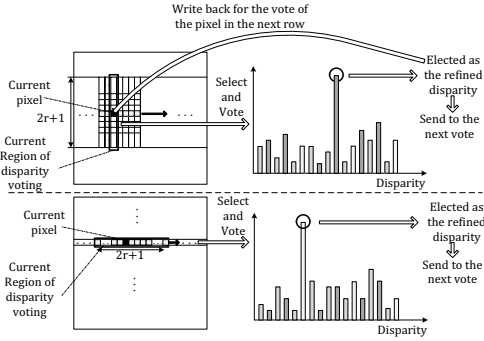 Write back for the vote of
the pixel in the next row
Current
pixel
2r+1
Current
Region of
disparity
voting
Select
and
Vote
Elected as
the refined
disparity
Send to the
next vote
Disparity
Current
pixel
2r+1
Current
Region of
disparity
voting
Select
and
Vote
Elected as
the refined
disparity
Send to the
next vote
Disparity